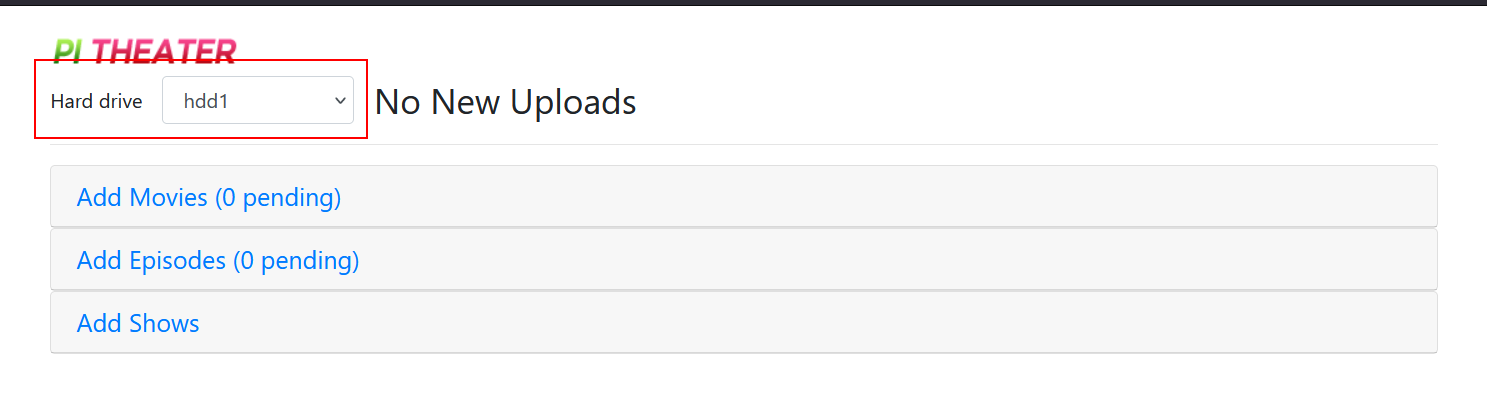 PI THEATER
Hard drive hdd1 No New Uploads
Add Movies (0 pending)
Add Episodes (0 pending)
Add Shows